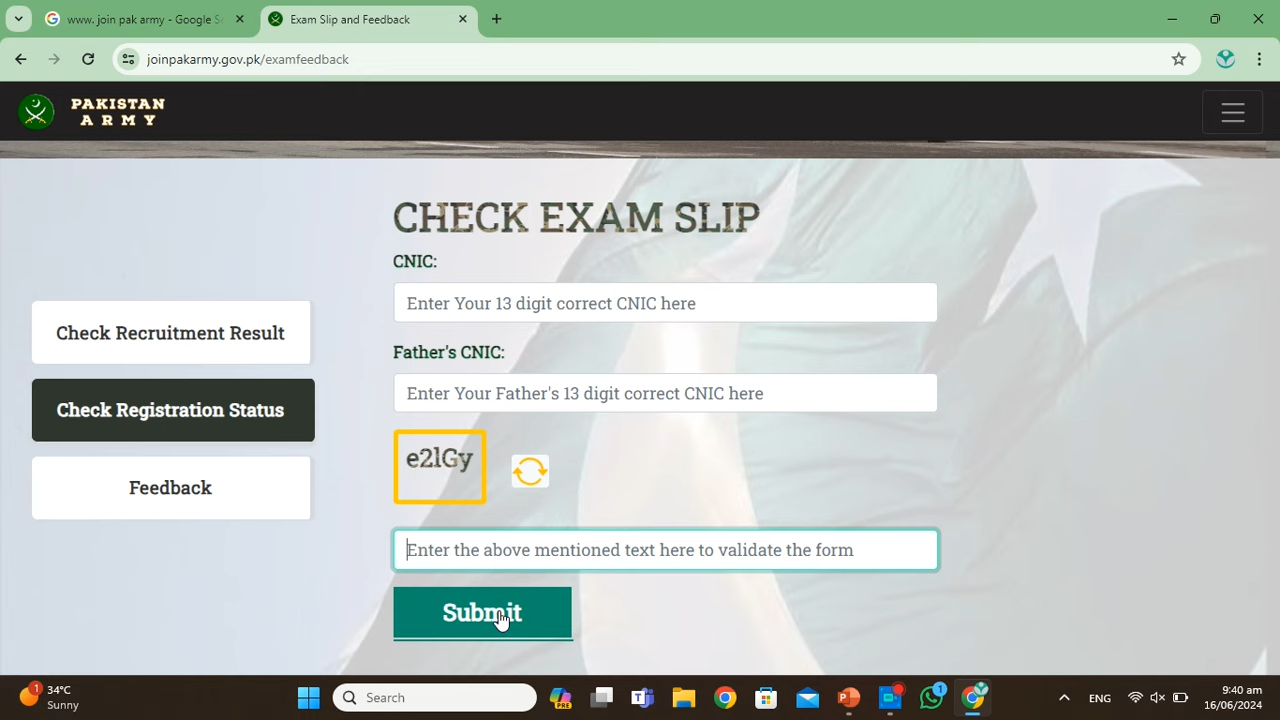 www. join pak army - Google S
Exam Slip and Feedback
joinpakarmy.gov.pk/examfeedback
PAKISTAN
ARMY
CHECK EXAM SLIP
CNIC:
Enter Your 13 digit correct CNIC here
Check Recruitment Result
Father's CNIC:
Enter Your Father's 13 digit correct CNIC here
Check Registration Status
e2lGy
Feedback
Enter the above mentioned text here to validate the form
Submit
1
34°C
Sunny
Search
PRE
1
ENG
9:40 am
16/06/2024